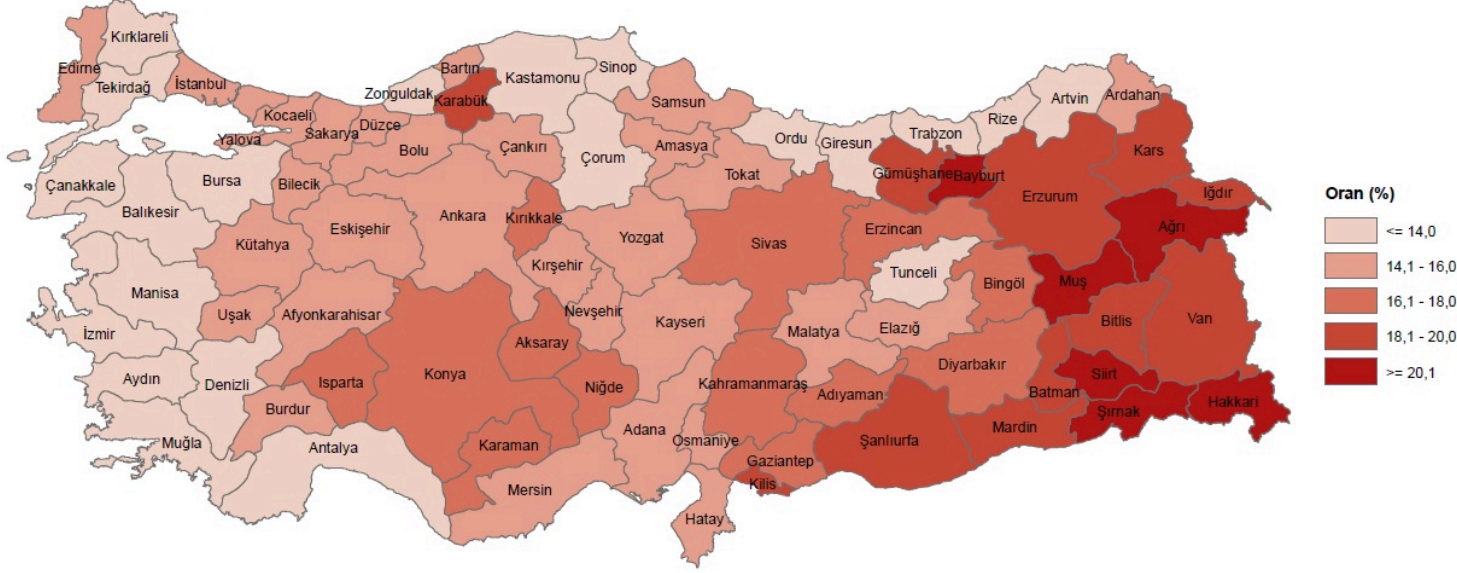 Kırklareli
Edirne
Tekirdağ
İstanbul
Kocaeli
Yalova
Sakarya
Düzce
Zonguldak
Bartın
Karabük
Kastamonu
Sinop
Samsun
Bolu
Çankırı
Çorum
Amasya
Tokat
Ordu
Giresun
Trabzon
Rize
Artvin
Ardahan
Kars
Gümüşhane
Bayburt
Erzurum
Iğdır
Ağrı
Çanakkale
Balıkesir
Bursa
Bilecik
Kütahya
Eskişehir
Ankara
Kırıkkale
Kırşehir
Yozgat
Sivas
Erzincan
Tunceli
Bingöl
Muş
Bitlis
Van
Manisa
İzmir
Uşak
Afyonkarahisar
Nevşehir
Kayseri
Malatya
Elazığ
Diyarbakır
Batman
Siirt
Şırnak
Hakkari
Aydın
Denizli
Muğla
Burdur
Isparta
Antalya
Konya
Aksaray
Niğde
Karaman
Mersin
Adana
Osmaniye
Kahramanmaraş
Adıyaman
Gaziantep
Kilis
Hatay
Şanlıurfa
Mardin
Oran (%)
<= 14,0
14,1 - 16,0
16,1 - 18,0
18,1 - 20,0
>= 20,1